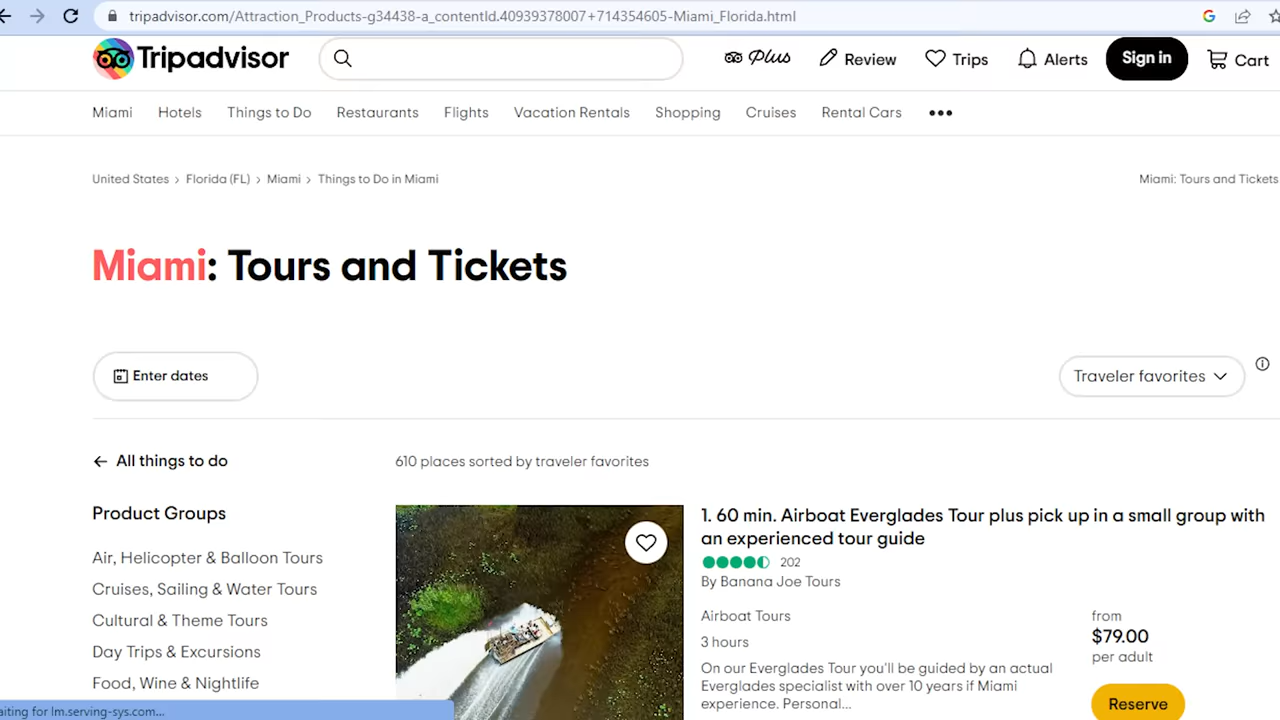 tripadvisor.com/Attraction_Products-g34438-a_contentId.40939378007+714354605-Miami_Florida.html
Tripadvisor
Plus
Review
Trips
Alerts
Sign in
Cart
Miami
Hotels
Things to Do
Restaurants
Flights
Vacation Rentals
Shopping
Cruises
Rental Cars
United States › Florida (FL) › Miami › Things to Do in Miami
Miami: Tours and Tickets
Miami: Tours and Tickets
Enter dates
Traveler favorites
All things to do
610 places sorted by traveler favorites
Product Groups
Air, Helicopter & Balloon Tours
Cruises, Sailing & Water Tours
Cultural & Theme Tours
Day Trips & Excursions
Food, Wine & Nightlife
1. 60 min. Airboat Everglades Tour plus pick up in a small group with
an experienced tour guide
202
By Banana Joe Tours
Airboat Tours
3 hours
On our Everglades Tour you'll be guided by an actual
Everglades specialist with over 10 years if Miami
experience. Personal...
from
$79.00
per adult
Reserve
aiting for lm.serving-sys.com...